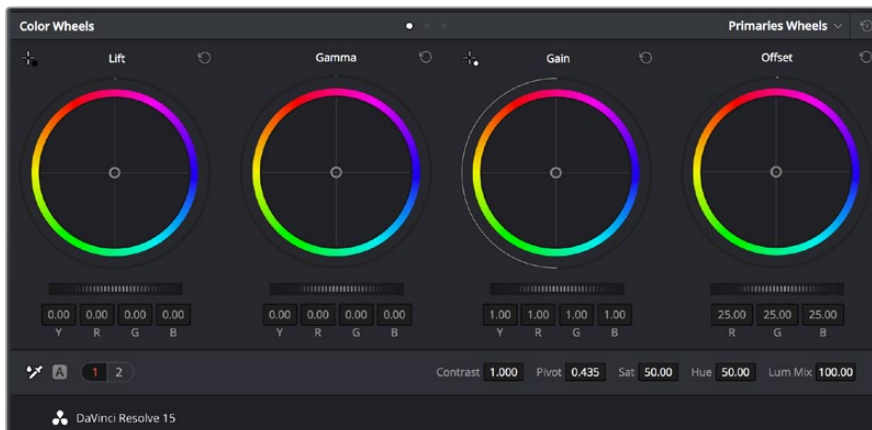 Color Wheels Primaries Wheels
Lift Gamma Gain Offset
0.00 0.00 0.00 0.00 0.00 0.00 0.00 0.00 1.00 1.00 1.00 1.00 25.00 25.00 25.00
Y R G B Y R G B Y R G B R G B
A 1 2 Contrast 1.000 Pivot 0.435 Sat 50.00 Hue 50.00 Lum Mix 100.00
DaVinci Resolve 15